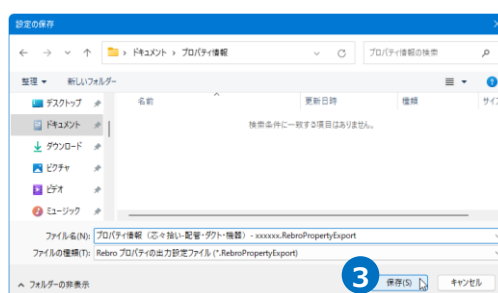 設定の保存
ドキュメント > プロパティ情報
プロパティ情報の検索
整理 新しいフォルダー
名前 更新日時 種類 サイズ
デスクトップ
ドキュメント
検索条件に一致する項目はありません。
ダウンロード
ピクチャ
ビデオ
ミュージック
ファイル名(N): プロパティ情報（芯々拾い-配管・ダクト・機器）- xxxxxx.RebroPropertyExport
ファイルの種類(T): Rebro プロパティの出力設定ファイル (*.RebroPropertyExport)
フォルダーの非表示
3 保存(S) キャンセル